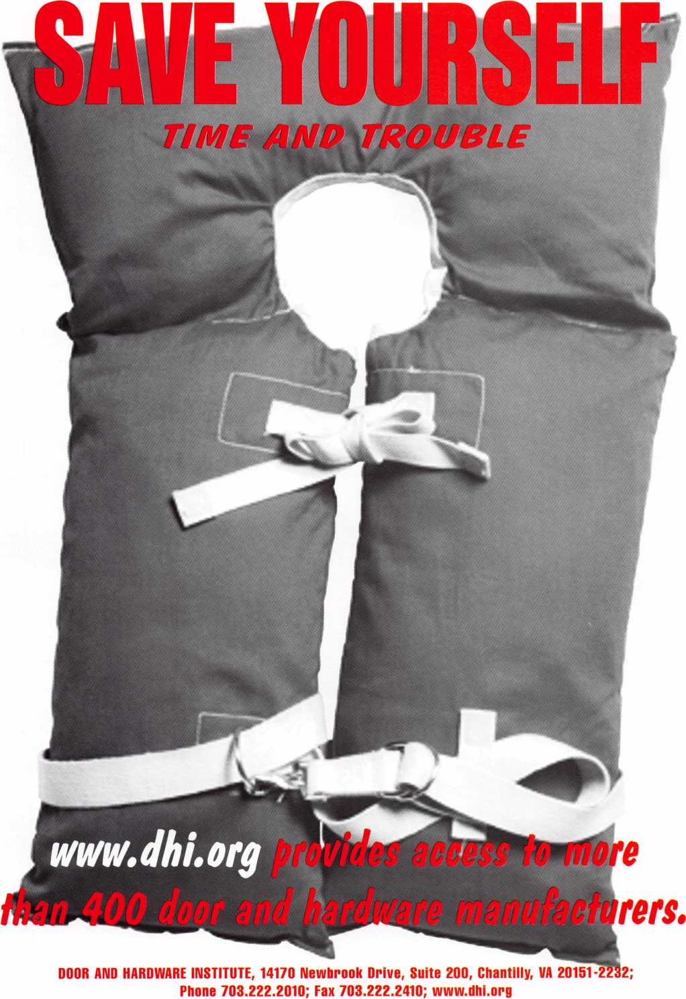 SAVE YOURSELF
TIME AND TROUBLE
www.dhi.org provides access to more
than 400 door and hardware manufacturers.
DOOR AND HARDWARE INSTITUTE, 14170 Newbrook Drive, Suite 200, Chantilly, VA 20151-2232;
Phone 703.222.2010; Fax 703.222.2410; www.dhi.org